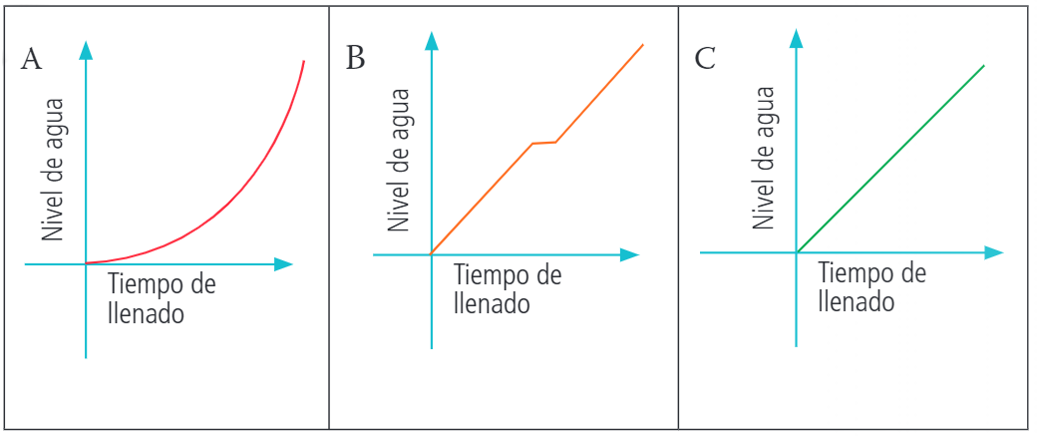 A
Nivel de agua
Tiempo de
llenado
B
Nivel de agua
Tiempo de
llenado
C
Nivel de agua
Tiempo de
llenado